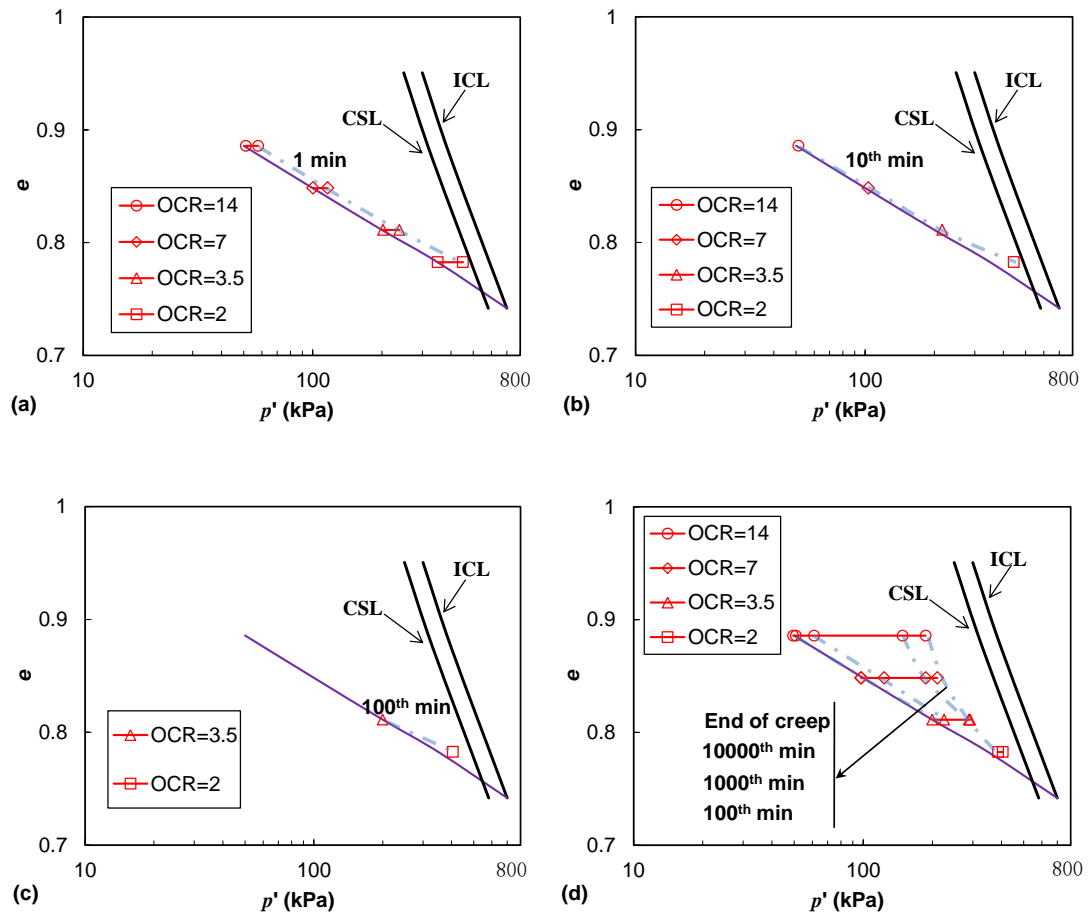 1
ICL
CSL
0.9
1 min
e
OCR=14
OCR=7
0.8
OCR=3.5
OCR=2
0.7
10
100
800
(a)
p' (kPa)
1
ICL
CSL
0.9
10th min
e
OCR=14
OCR=7
0.8
OCR=3.5
OCR=2
0.7
10
100
800
(b)
p' (kPa)
1
ICL
CSL
0.9
e
100th min
0.8
OCR=3.5
OCR=2
0.7
10
100
800
(c)
p' (kPa)
1
OCR=14
OCR=7
ICL
OCR=3.5
CSL
0.9
OCR=2
e
0.8
End of creep
10000th min
1000th min
100th min
0.7
10
100
800
(d)
p' (kPa)